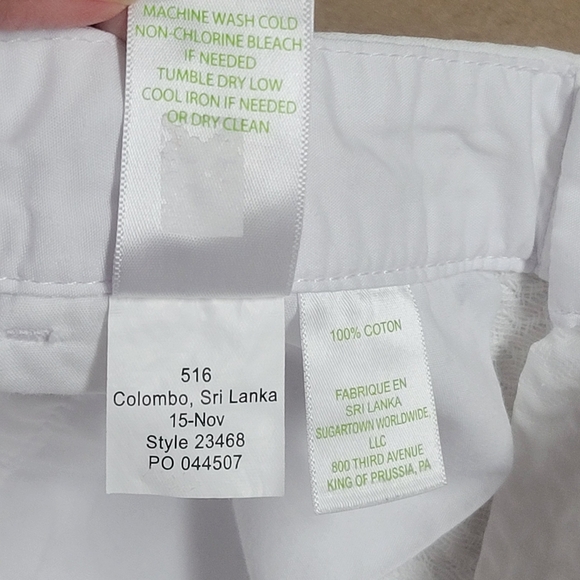 MACHINE WASH COLD
NON-CHLORINE BLEACH
IF NEEDED
TUMBLE DRY LOW
COOL IRON IF NEEDED
OR DRY CLEAN
516
Colombo, Sri Lanka
15-Nov
Style 23468
PO 044507
100% COTON
FABRIQUE EN
SRI LANKA
SUGARTOWN WORLDWIDE,
LLC
800 THIRD AVENUE
KING OF PRUSSIA, PA